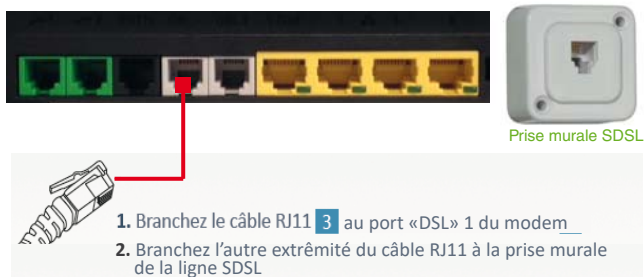 Prise murale SDSL
1. Branchez le câble RJ11 3 au port «DSL» 1 du modem
2. Branchez l'autre extrêmité du câble RJ11 à la prise murale
de la ligne SDSL